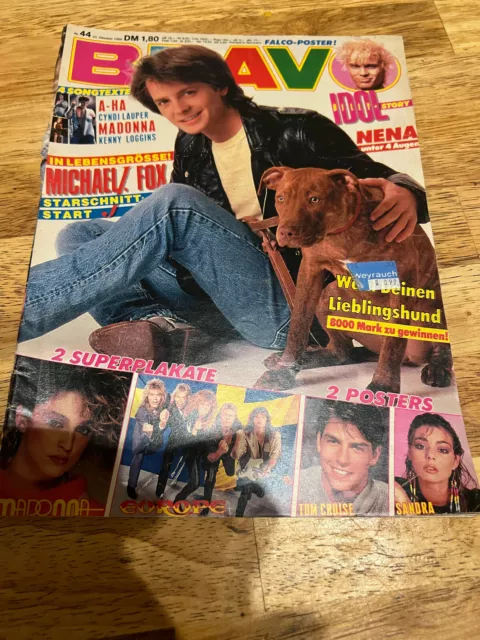 Nr. 44
DM 1,80
FALCO-POSTER!
BRAVO
4 SONGTEXTE
A-HA
CYNDI LAUPER
MADONNA
KENNY LOGGINS
IDOL STORY
NENA
unter 4 Augen
IN LEBENSGRÖSSE!
MICHAEL J. FOX
STARSCHNITT
START
weyrauch
Lieblingshund
8000 Mark zu gewinnen!
2 SUPERPLAKATE
2 POSTERS
MADONNA
EUROPE
TOM CRUISE
SANDRA